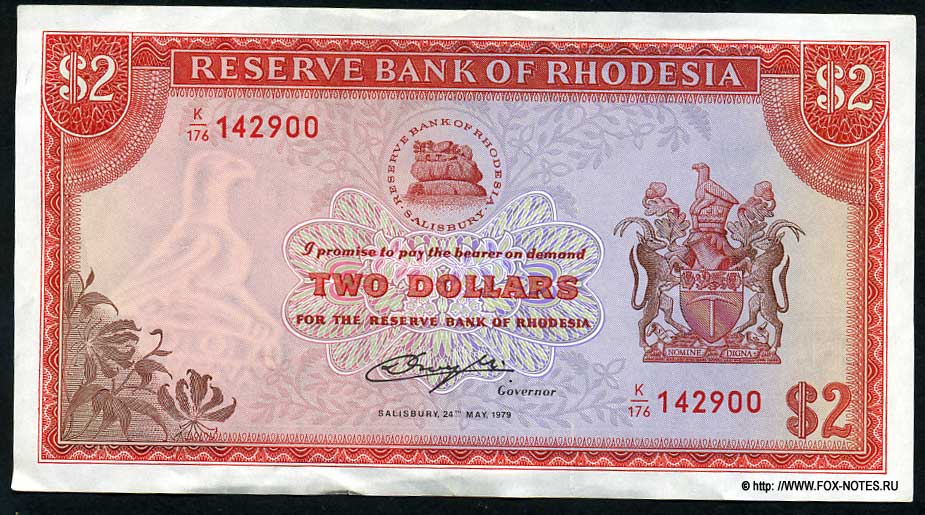 $2 RESERVE BANK OF RHODESIA $2
K/176 142900
RESERVE BANK OF RHODESIA
SALISBURY
I promise to pay the bearer on demand
TWO DOLLARS
FOR THE RESERVE BANK OF RHODESIA
NOMINE DIGNA
Governor
K/176 142900 $2
SALISBURY, 24TH MAY, 1979
© http: //WWW.FOX-NOTES.RU